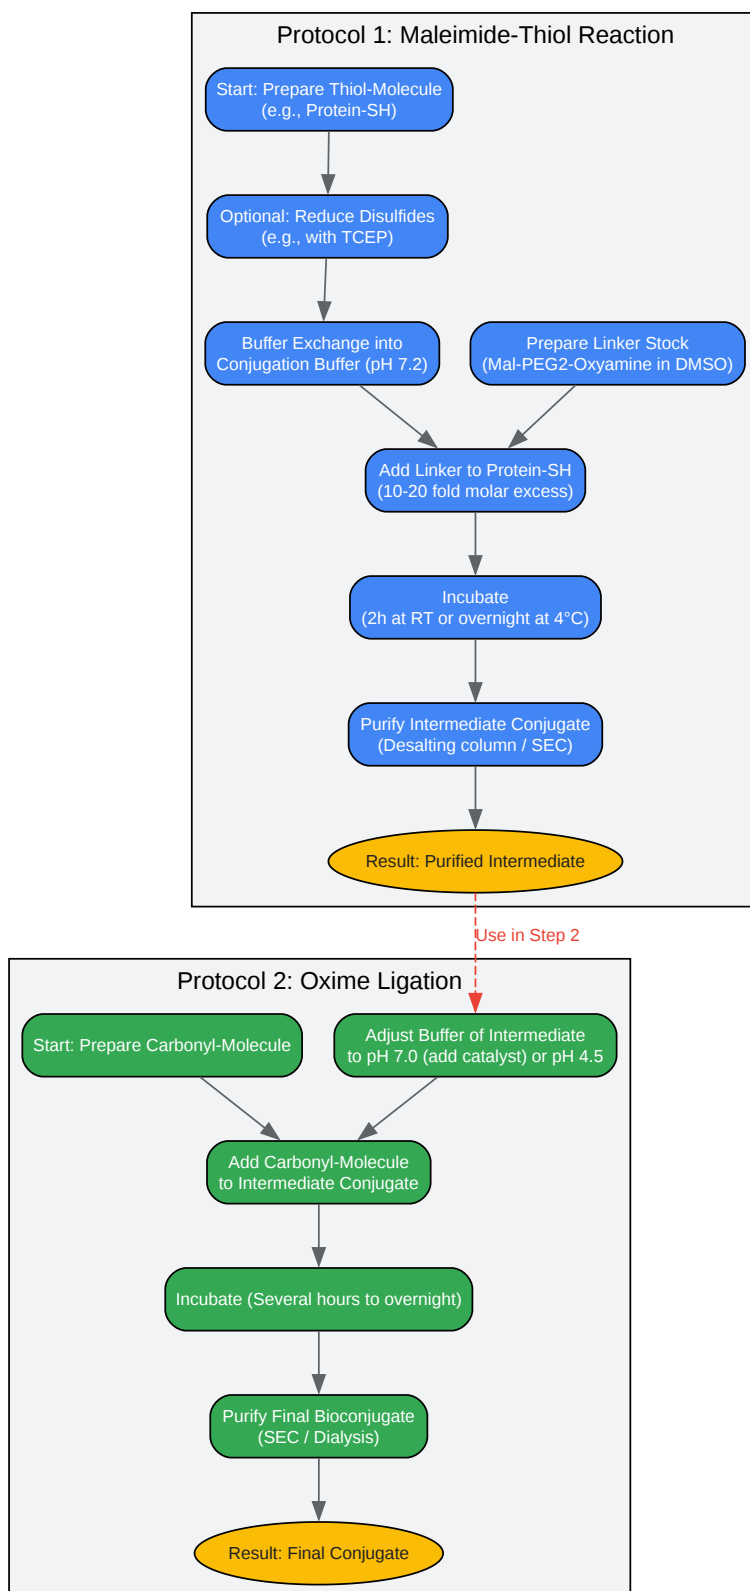 Protocol 1: Maleimide-Thiol Reaction
Start: Prepare Thiol-Molecule
(e.g., Protein-SH)
Optional: Reduce Disulfides
(e.g., with TCEP)
Buffer Exchange into
Conjugation Buffer (pH 7.2)
Prepare Linker Stock
(Mal-PEG2-Oxyamine in DMSO)
Add Linker to Protein-SH
(10-20 fold molar excess)
Incubate
(2h at RT or overnight at 4°C)
Purify Intermediate Conjugate
(Desalting column / SEC)
Result: Purified Intermediate
Use in Step 2
Protocol 2: Oxime Ligation
Start: Prepare Carbonyl-Molecule
Adjust Buffer of Intermediate
to pH 7.0 (add catalyst) or pH 4.5
Add Carbonyl-Molecule
to Intermediate Conjugate
Incubate (Several hours to overnight)
Purify Final Bioconjugate
(SEC / Dialysis)
Result: Final Conjugate